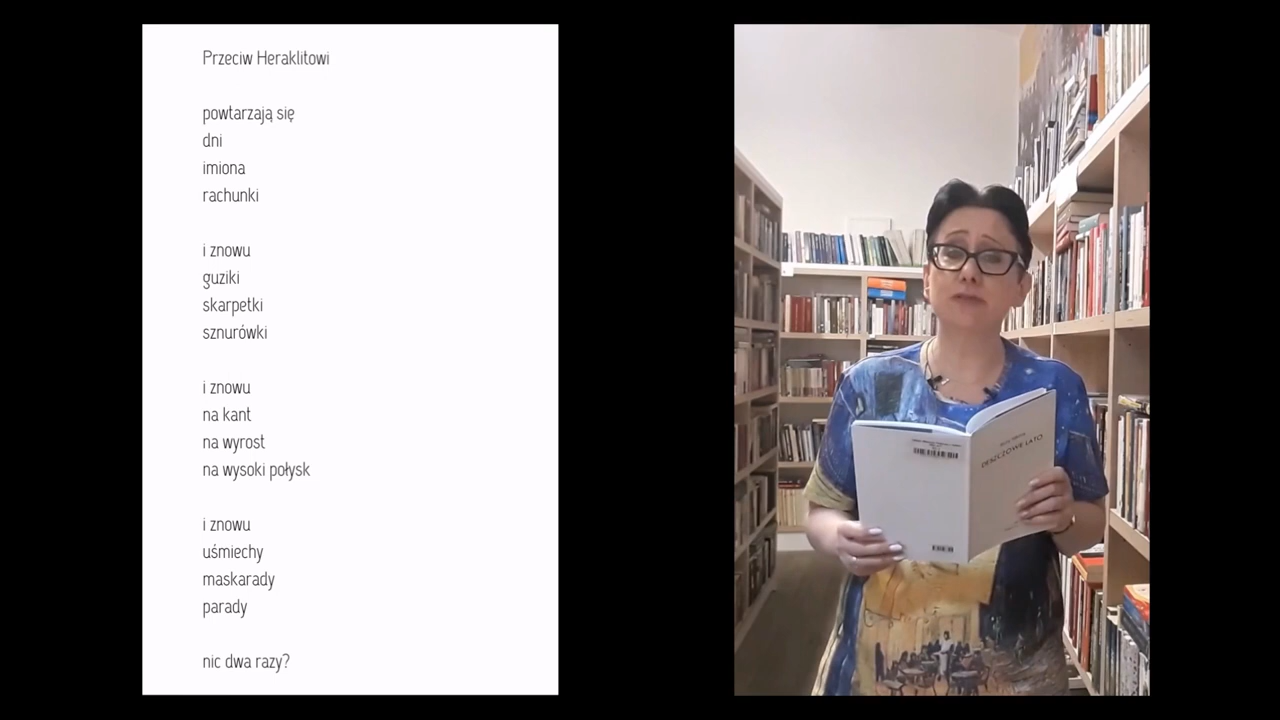 Przeciw Heraklitowi
powtarzają się
dni
imiona
rachunki
i znowu
guziki
skarpetki
sznurówki
i znowu
na kant
na wyrost
na wysoki połysk
i znowu
uśmiechy
maskarady
parady
nic dwa razy?
DESZCZOWE LATO